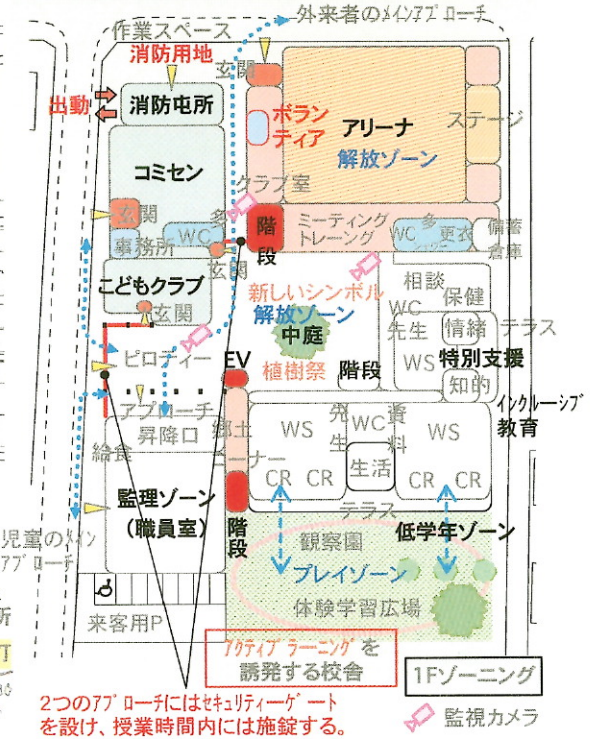 外来者のメインアプローチ
作業スペース
消防用地
玄関
出動
消防屯所
ボラン
ティア
アリーナ
解放ゾーン
ステージ
コミセン
クラブ室
玄関
多
WC
事務所
階
段
ミーティング
トレーニング
WC
多
更衣
備蓄
倉庫
玄関
こどもクラブ
玄関
新しいシンボル
解放ゾーン
中庭
植樹祭
階段
相談
保健
WC
先生
情緒
テラス
WS
特別支援
知的
インクルーシブ
教育
ピロティー
EV
アプローチ
昇降口
給食
郷土
コーナー
WS
先
生
WC
資
料
WS
生活
CR CR
CR CR
監理ゾーン
(職員室)
階
段
テラス
低学年ゾーン
児童のメイン
アプローチ
観察園
プレイゾーン
体験学習広場
来客用P
所
アクティブラーニングを
誘発する校舎
1Fゾーニング
2つのアプローチにはセキュリティーゲート
を設け、授業時間内には施錠する。
監視カメラ